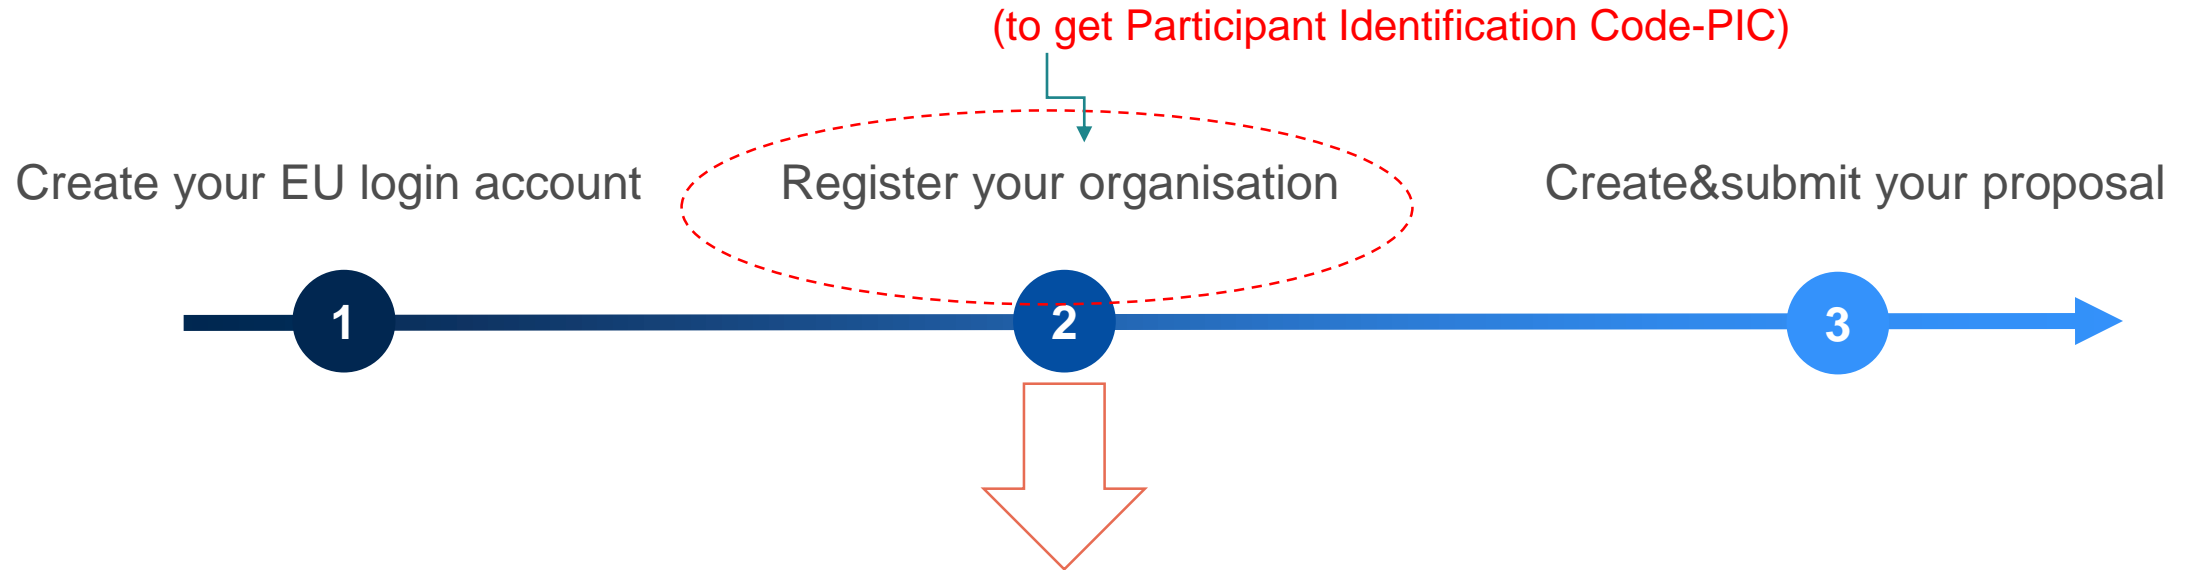 (to get Participant Identification Code-PIC)
Create your EU login account
Register your organisation
Create&submit your proposal
1
2
3